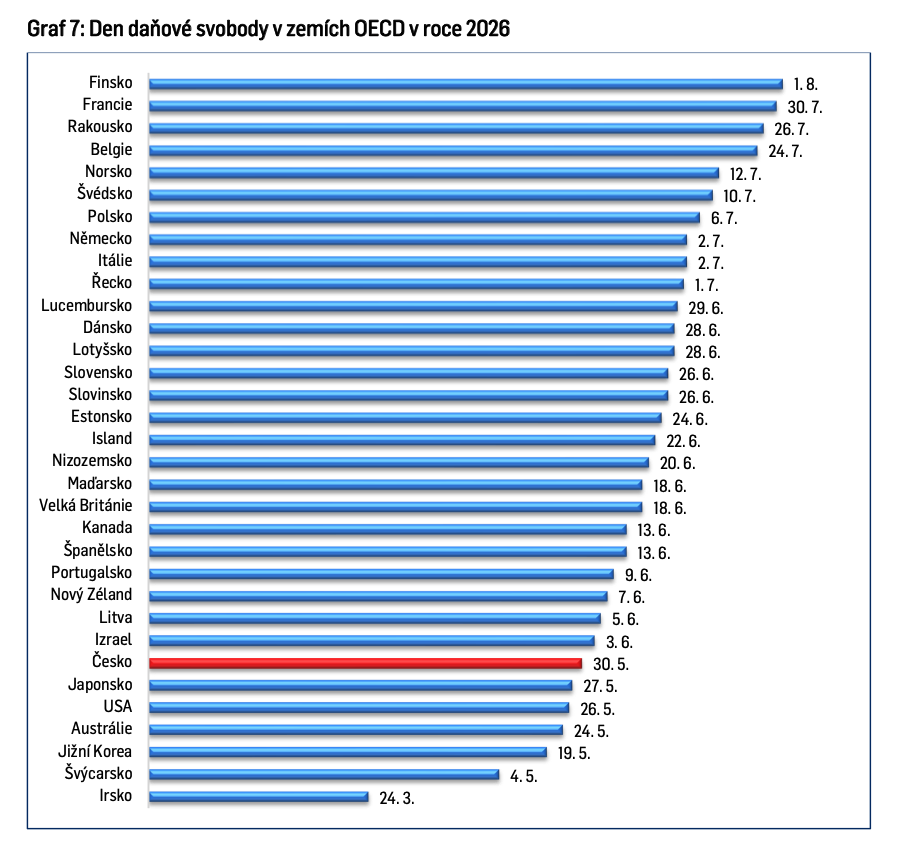 Graf 7: Den daňové svobody v zemích OECD v roce 2026
Finsko 1. 8.
Francie 30. 7.
Rakousko 26. 7.
Belgie 24. 7.
Norsko 12. 7.
Švédsko 10. 7.
Polsko 6. 7.
Německo 2. 7.
Itálie 2. 7.
Řecko 1. 7.
Lucembursko 29. 6.
Dánsko 28. 6.
Lotyšsko 28. 6.
Slovensko 26. 6.
Slovinsko 26. 6.
Estonsko 24. 6.
Island 22. 6.
Nizozemsko 20. 6.
Maďarsko 18. 6.
Velká Británie 18. 6.
Kanada 13. 6.
Španělsko 13. 6.
Portugalsko 9. 6.
Nový Zéland 7. 6.
Litva 5. 6.
Izrael 3. 6.
Česko 30. 5.
Japonsko 27. 5.
USA 26. 5.
Austrálie 24. 5.
Jižní Korea 19. 5.
Švýcarsko 4. 5.
Irsko 24. 3.